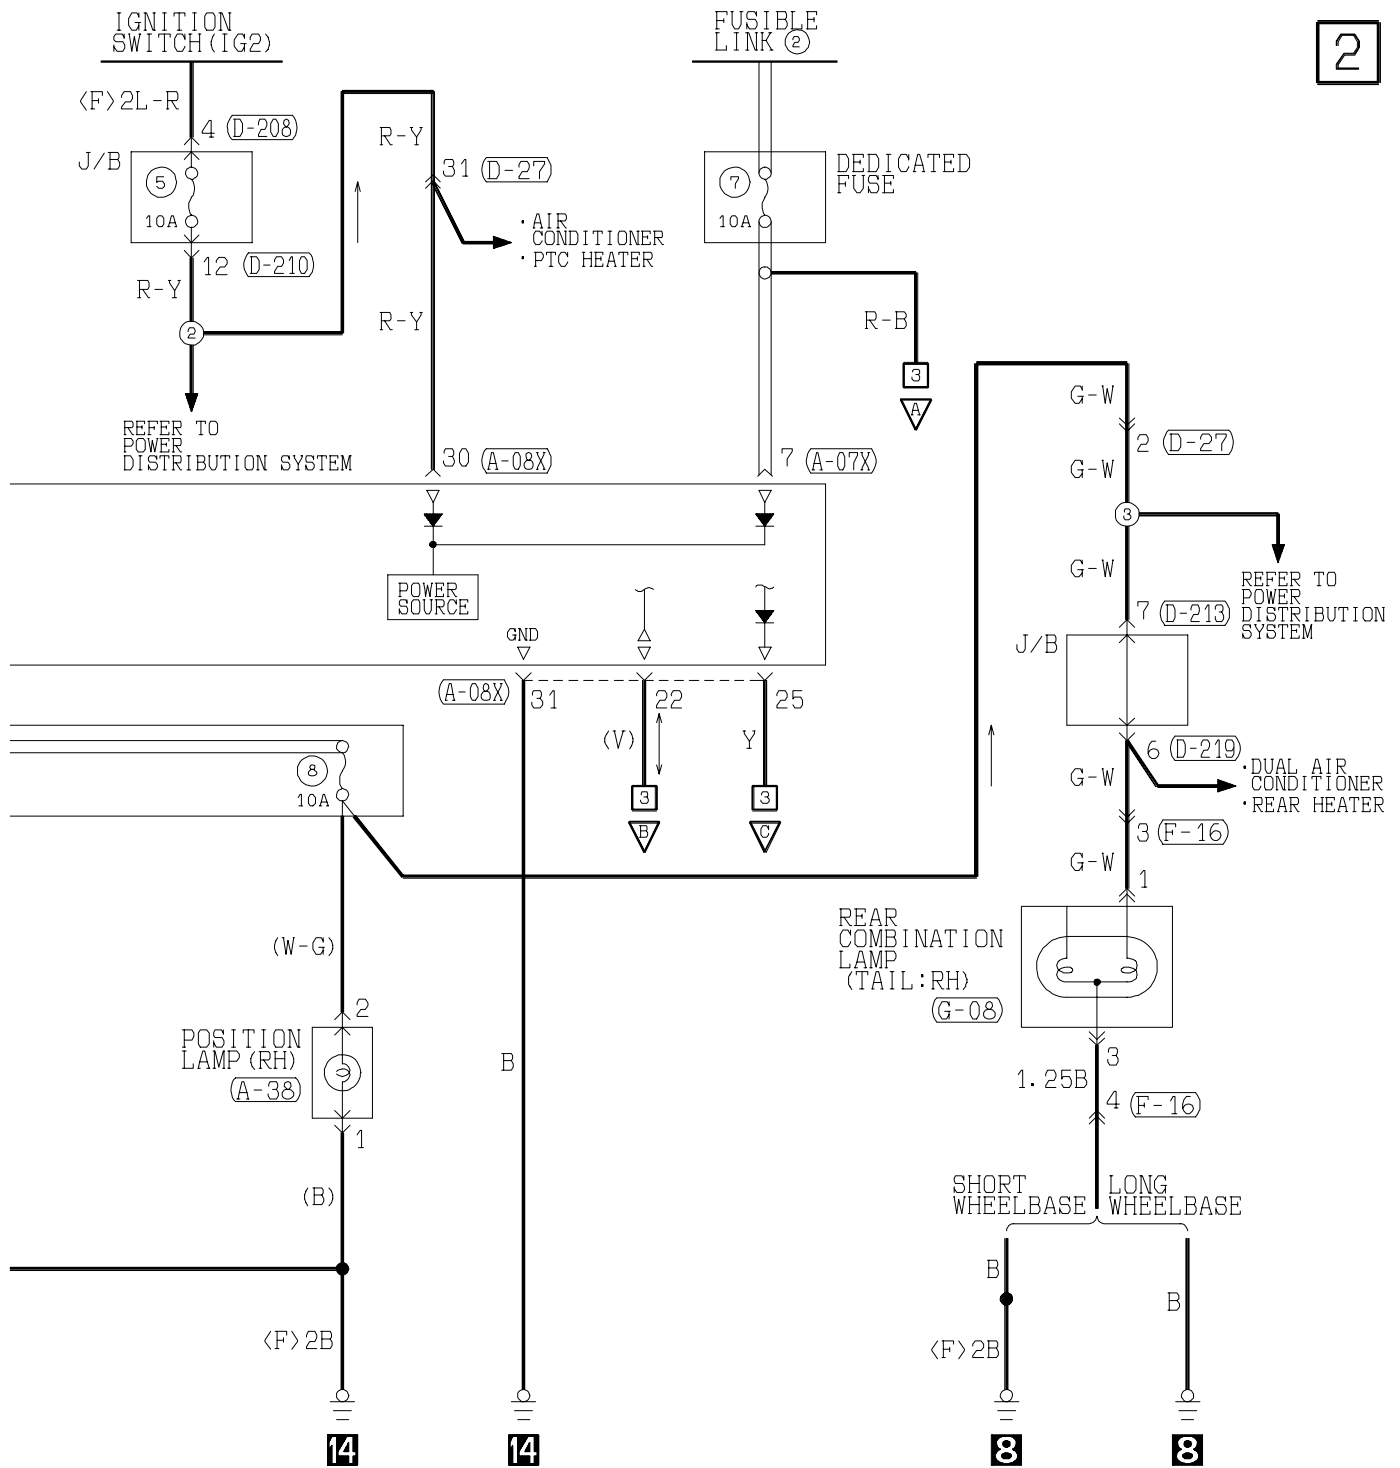 IGNITION
SWITCH(IG2)
FUSIBLE
LINK ②
2
<F>2L-R
4 (D-208)
J/B
5
10A
12 (D-210)
R-Y
2
REFER TO
POWER
DISTRIBUTION SYSTEM
R-Y
31 (D-27)
· AIR
CONDITIONER
· PTC HEATER
R-Y
30 (A-08X)
7
10A
DEDICATED
FUSE
R-B
3
A
7 (A-07X)
G-W
2 (D-27)
G-W
3
G-W
REFER TO
POWER
DISTRIBUTION
SYSTEM
7 (D-213)
J/B
6 (D-219)
· DUAL AIR
CONDITIONER
· REAR HEATER
G-W
3 (F-16)
G-W
1
POWER
SOURCE
GND
(A-08X) 31
22
25
(V)
Y
3
B
3
C
8
10A
(W-G)
2
POSITION
LAMP(RH)
(A-38)
1
(B)
<F>2B
14
B
14
REAR
COMBINATION
LAMP
(TAIL:RH)
(G-08)
3
1.25B
4 (F-16)
SHORT
WHEELBASE
LONG
WHEELBASE
B
<F>2B
8
B
8